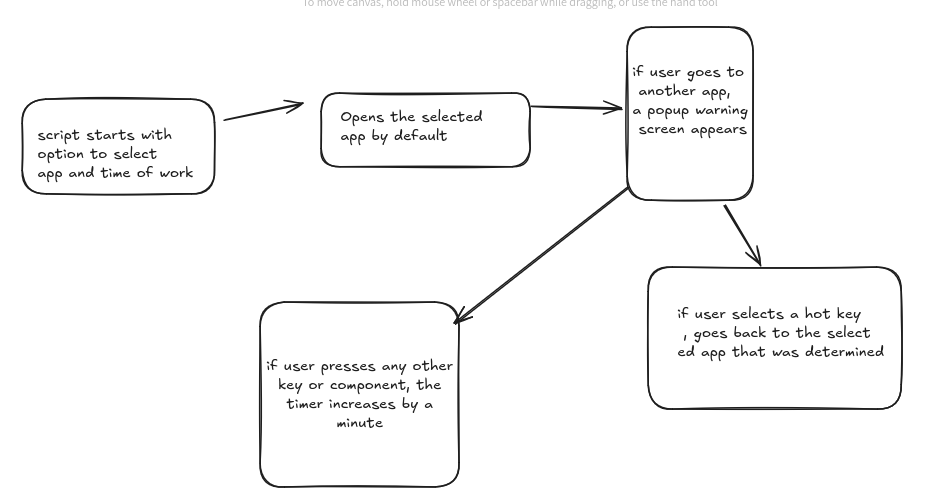 To move canvas, hold mouse wheel or spacebar while dragging, or use the hand tool
script starts with
option to select
app and time of work
Opens the selected
app by default
if user goes to
another app,
a popup warning
screen appears
if user presses any other
key or component, the
timer increases by a
minute
if user selects a hot key
, goes back to the select
ed app that was determined